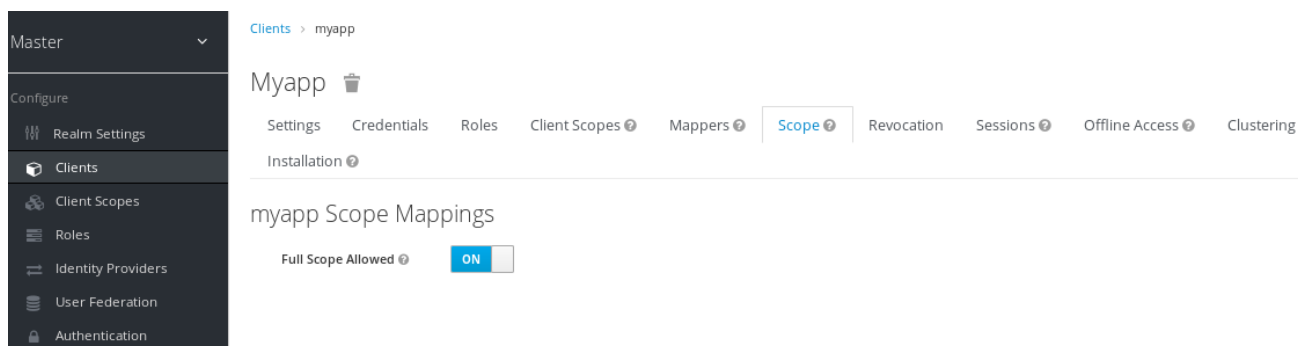 Master
Configure
Realm Settings
Clients
Client Scopes
Roles
Identity Providers
User Federation
Authentication
Clients > myapp
Myapp
Settings Credentials Roles Client Scopes Mappers Scope Revocation Sessions Offline Access Clustering
Installation
myapp Scope Mappings
Full Scope Allowed ON